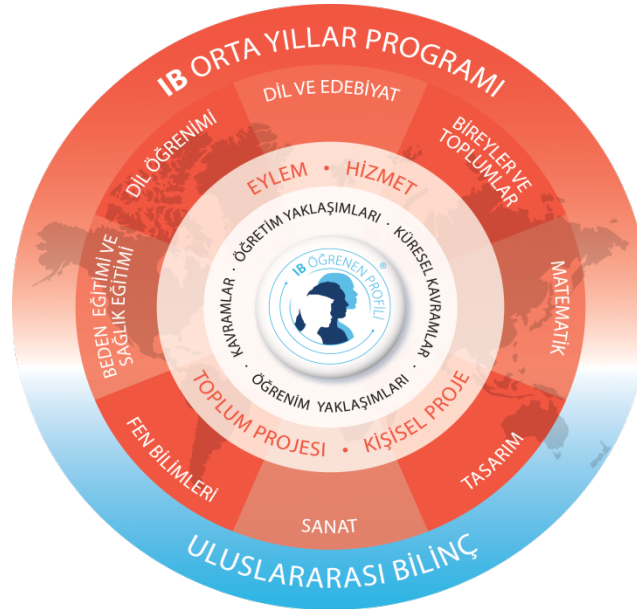 IB ORTA YILLAR PROGRAMI
DİL VE EDEBİYAT
BİREYLER VE
TOPLUMLAR
MATEMATİK
TASARIM
SANAT
FEN BİLİMLERİ
BEDEN EĞİTİMİ VE
SAĞLIK EĞİTİMİ
DİL ÖĞRENİMİ
EYLEM • HİZMET
TOPLUM PROJESİ • KİŞİSEL PROJE
KAVRAMLAR · ÖĞRETİM YAKLAŞIMLARI · KÜRESEL KAVRAMLAR ·
ÖĞRENİM YAKLAŞIMLARI
IB ÖĞRENEN PROFİLİ ®
ULUSLARARASI BİLİNÇ